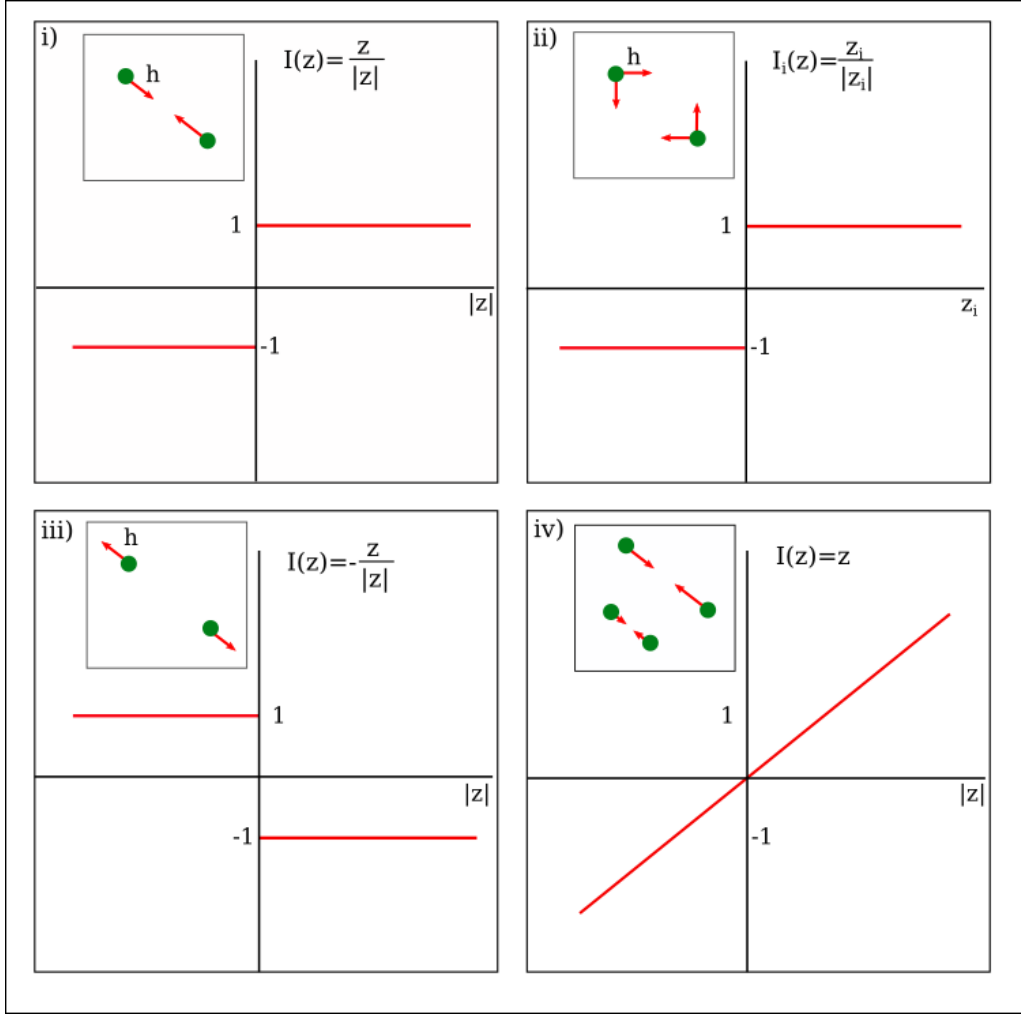 i)
h
I(z)=z/|z|
1
|z|
-1
ii)
h
Iᵢ(z)=zᵢ/|zᵢ|
1
zᵢ
-1
iii)
h
I(z)=-z/|z|
1
|z|
-1
iv)
I(z)=z
1
|z|
-1